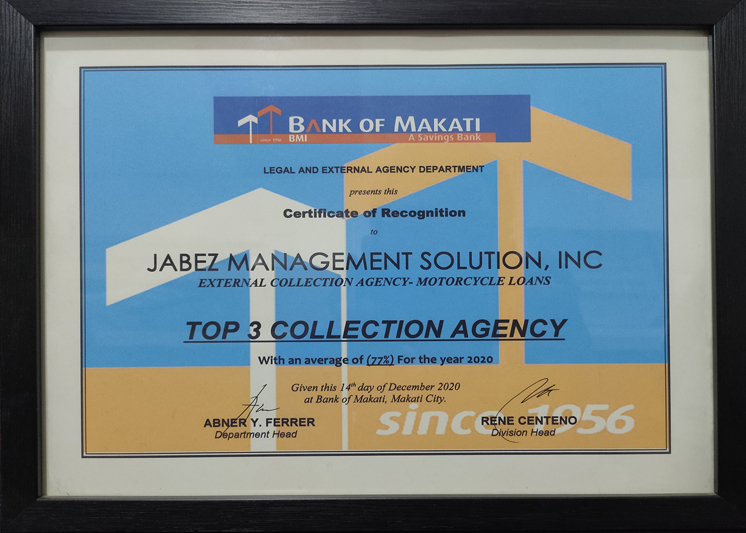 BANK OF MAKATI
since 1956 BMI A Savings Bank
LEGAL AND EXTERNAL AGENCY DEPARTMENT
presents this
Certificate of Recognition
to
JABEZ MANAGEMENT SOLUTION, INC
EXTERNAL COLLECTION AGENCY- MOTORCYCLE LOANS
TOP 3 COLLECTION AGENCY
With an average of (77%) For the year 2020
Given this 14th day of December 2020
at Bank of Makati, Makati City.
since 1956
ABNER Y. FERRER
Department Head
RENE CENTENO
Division Head